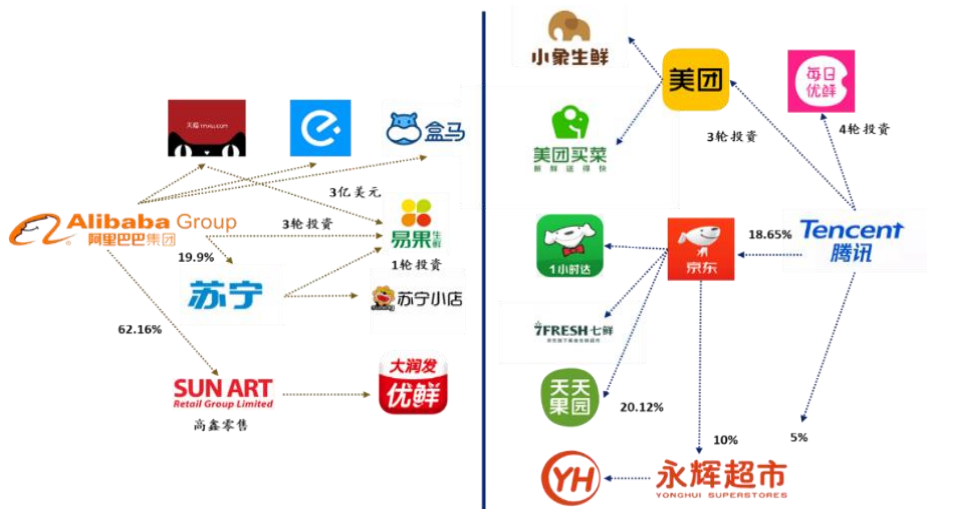 天猫 TMALL.COM
盒马
3亿美元
Alibaba Group
阿里巴巴集团
3轮投资
易果生鲜
1轮投资
19.9%
苏宁
苏宁小店
62.16%
SUN ART
Retail Group Limited
高鑫零售
大润发
优鲜
小象生鲜
美团
每日
优鲜
3轮投资
4轮投资
美团买菜
新鲜送得快
1小时达
京东
18.65%
Tencent
腾讯
7FRESH 七鲜
天天
果园
20.12%
10%
5%
YH
永辉超市
YONGHUI SUPERSTORES